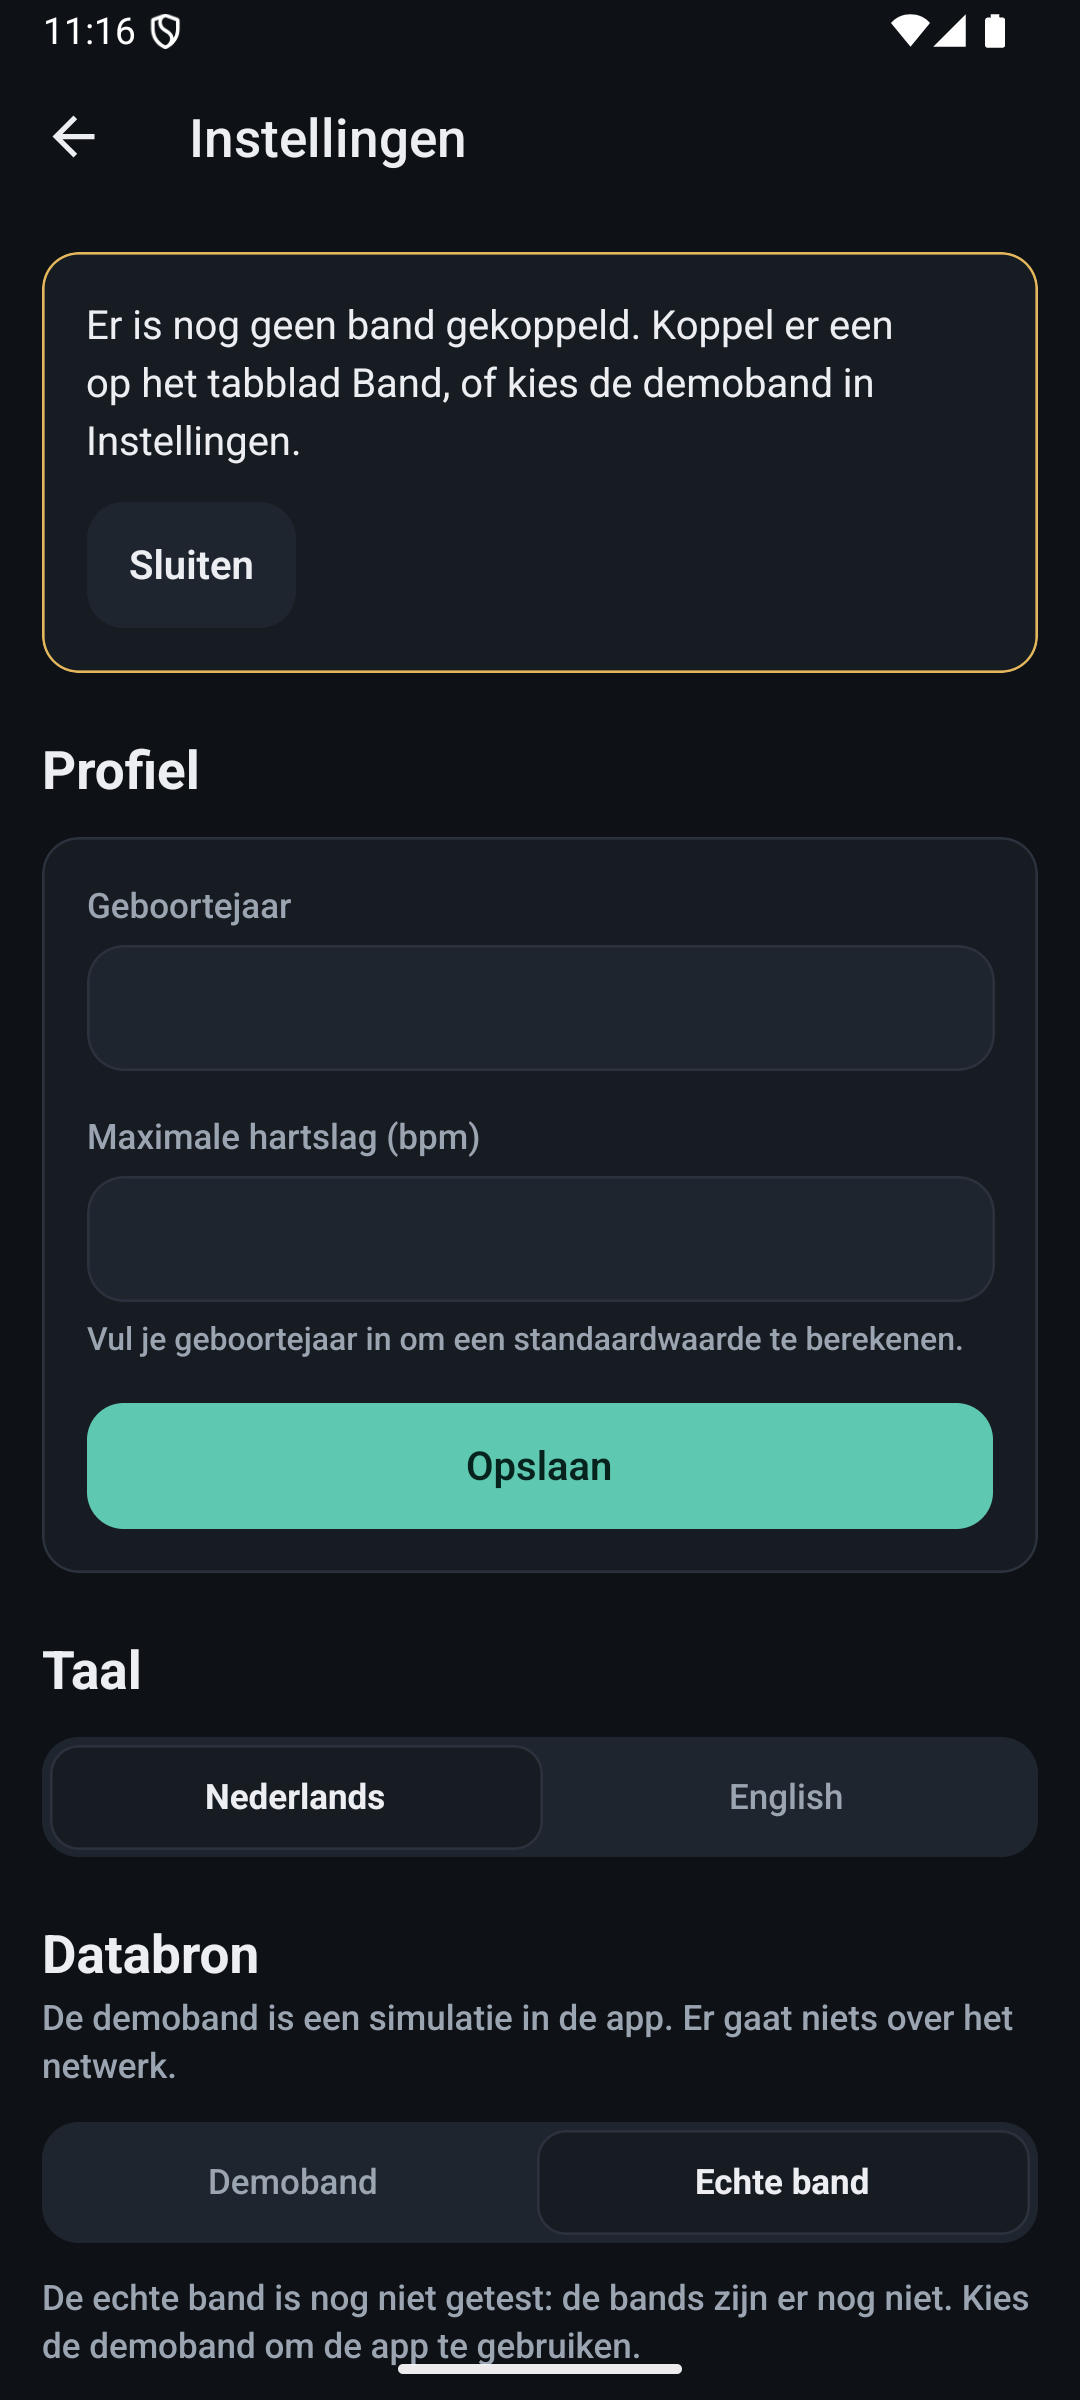 11:16
Instellingen
Er is nog geen band gekoppeld. Koppel er een
op het tabblad Band, of kies de demoband in
Instellingen.
Sluiten
Profiel
Geboortejaar
Maximale hartslag (bpm)
Vul je geboortejaar in om een standaardwaarde te berekenen.
Opslaan
Taal
Nederlands English
Databron
De demoband is een simulatie in de app. Er gaat niets over het
netwerk.
Demoband Echte band
De echte band is nog niet getest: de bands zijn er nog niet. Kies
de demoband om de app te gebruiken.